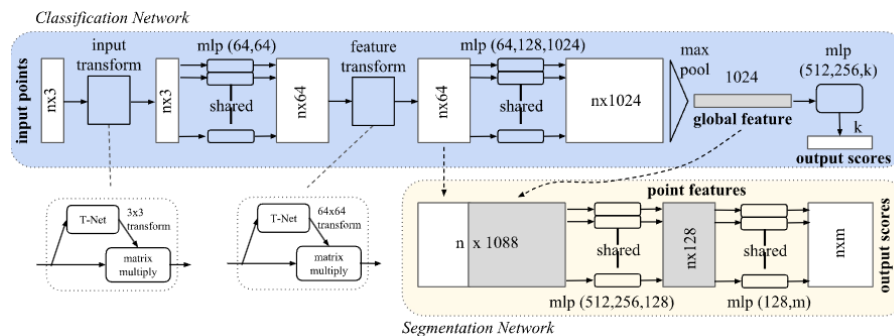 Classification Network
input points
nx3
input
transform
nx3
mlp (64,64)
shared
nx64
feature
transform
nx64
mlp (64,128,1024)
shared
nx1024
max
pool
1024
global feature
mlp
(512,256,k)
k
output scores
T-Net
3x3
transform
matrix
multiply
T-Net
64x64
transform
matrix
multiply
point features
n x 1088
shared
mlp (512,256,128)
nx128
shared
mlp (128,m)
nxm
output scores
Segmentation Network